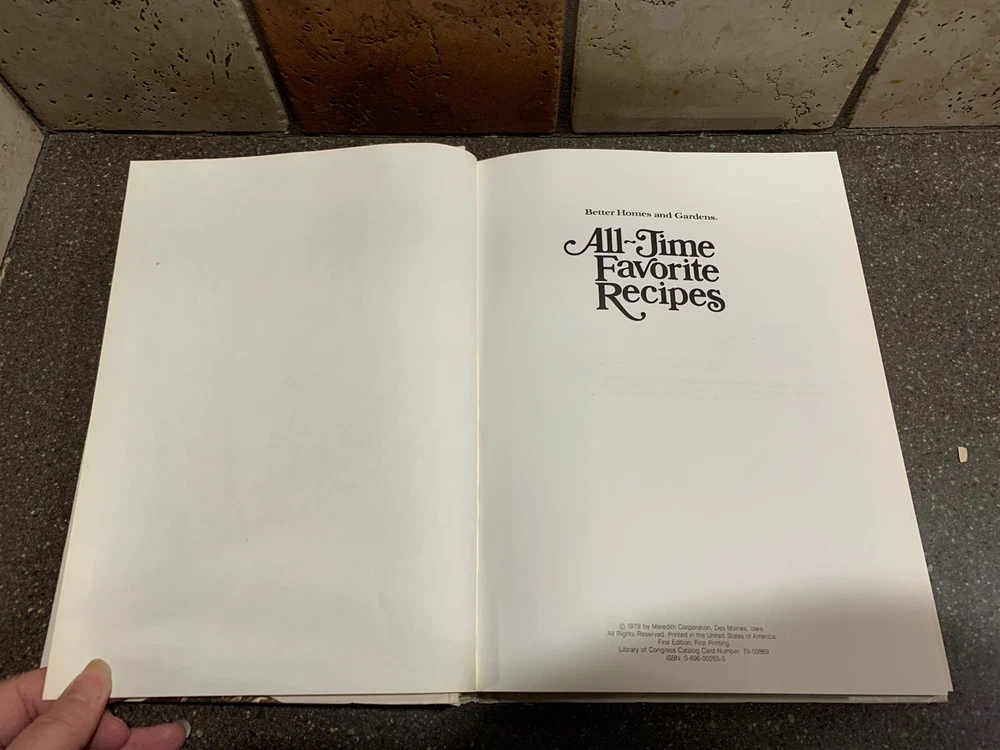 Better Homes and Gardens.
All-Time
Favorite
Recipes
© 1979 by Meredith Corporation, Des Moines, Iowa.
All Rights Reserved. Printed in the United States of America.
First Edition. First Printing.
Library of Congress Catalog Card Number: 79-50869
ISBN: 0-696-00265-5